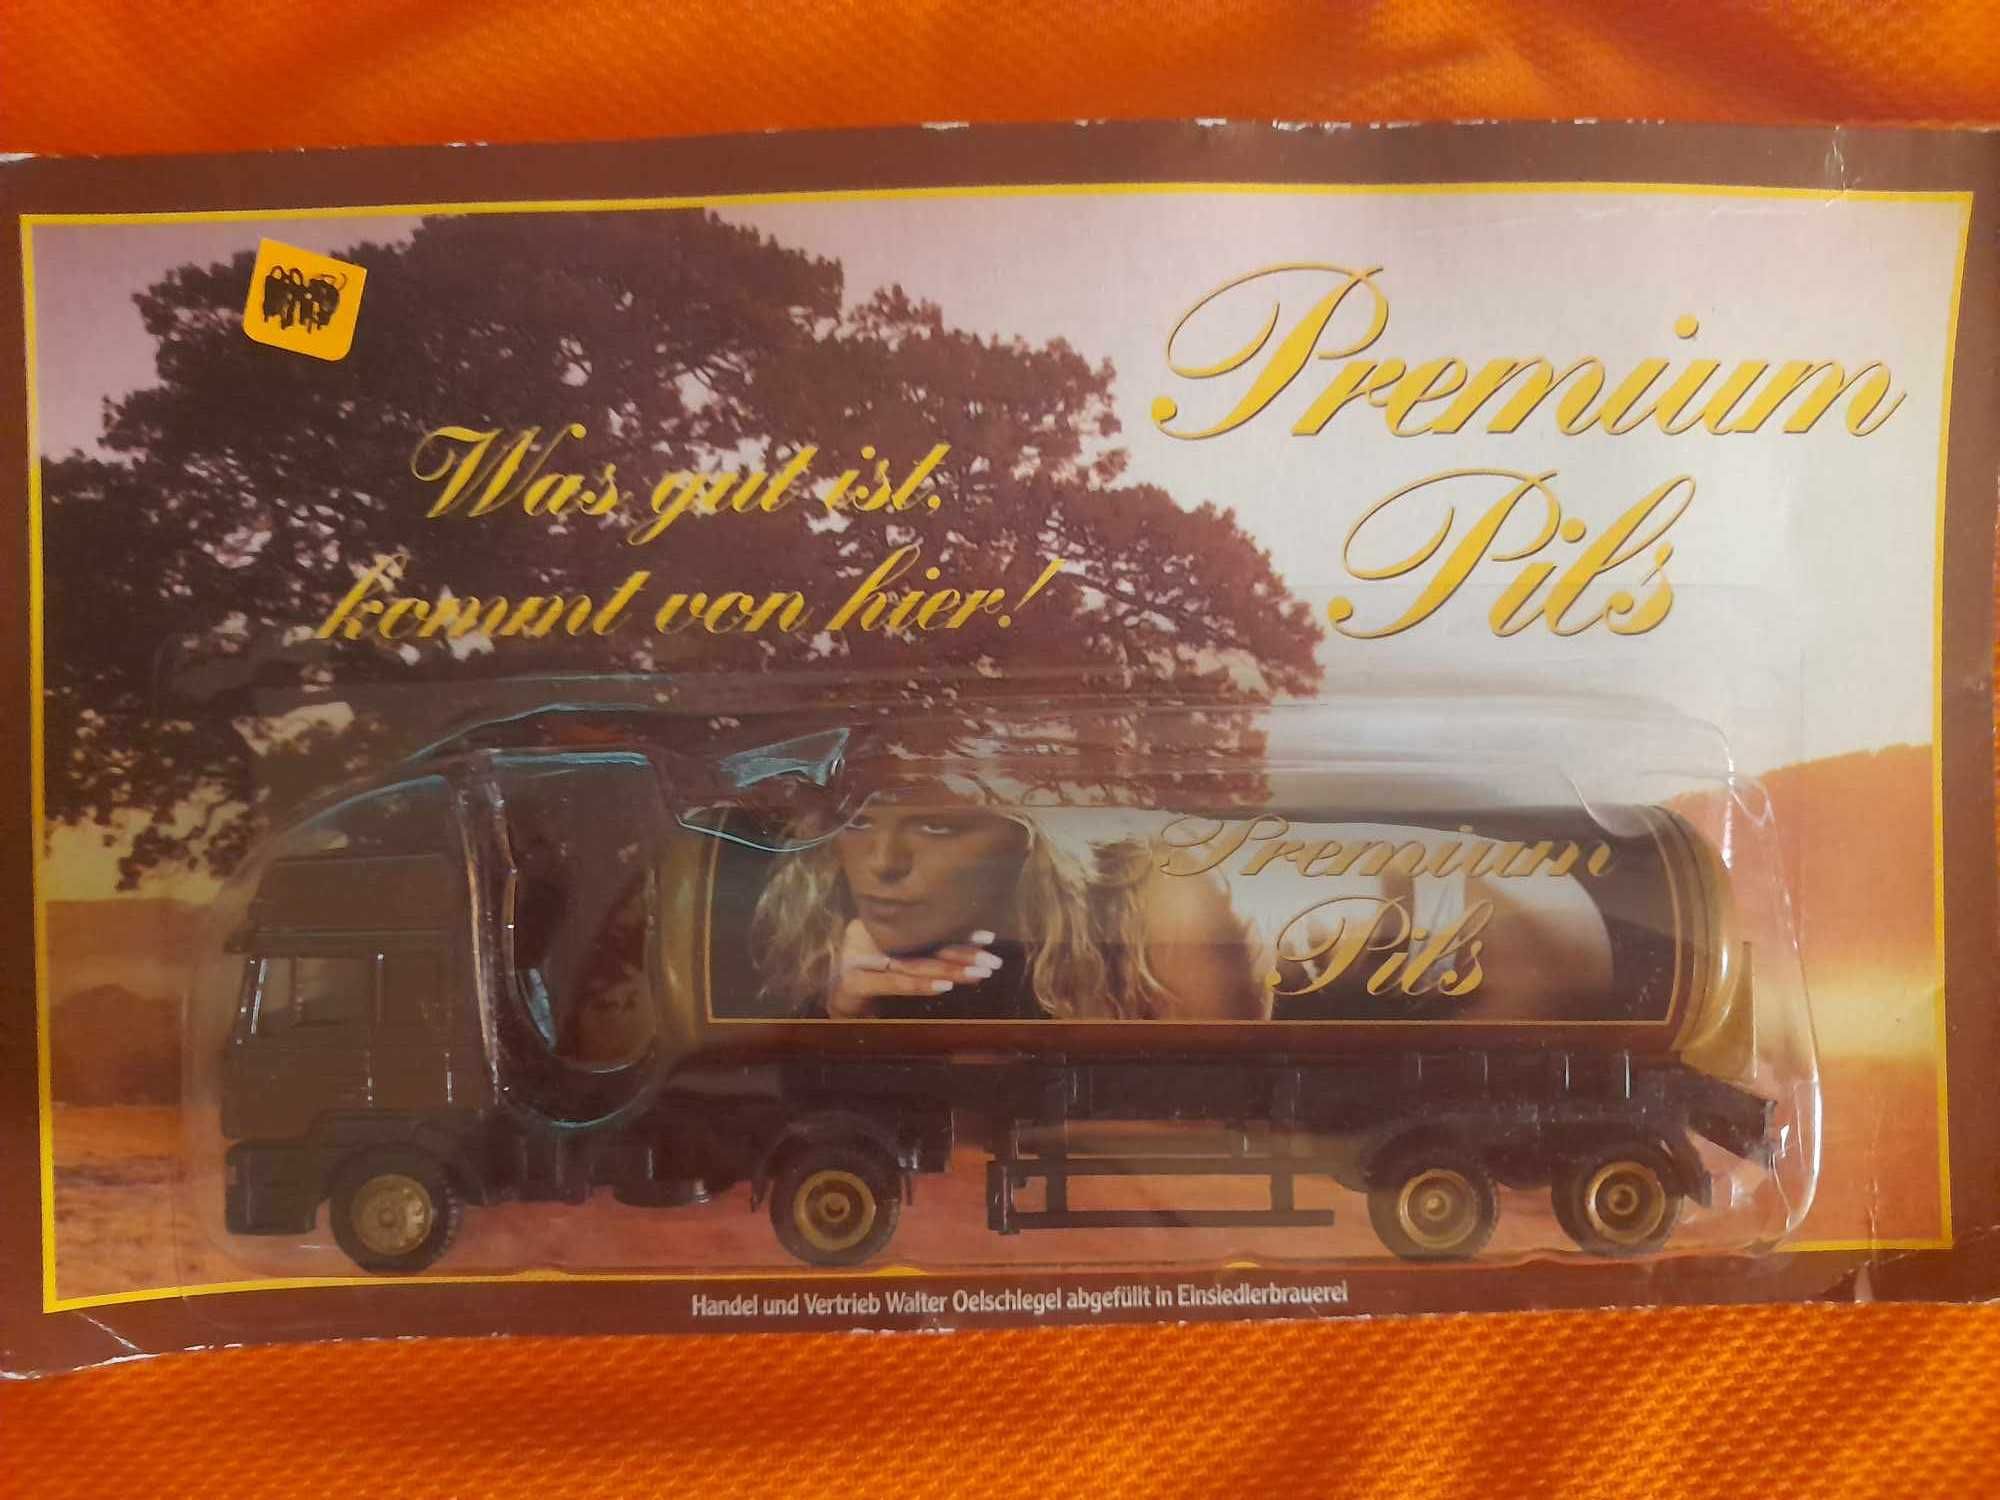 Premium
Pils
Was gut ist,
kommt von hier!
Premium
Pils
Handel und Vertrieb Walter Oelschlegel abgefüllt in Einsiedlerbrauerei